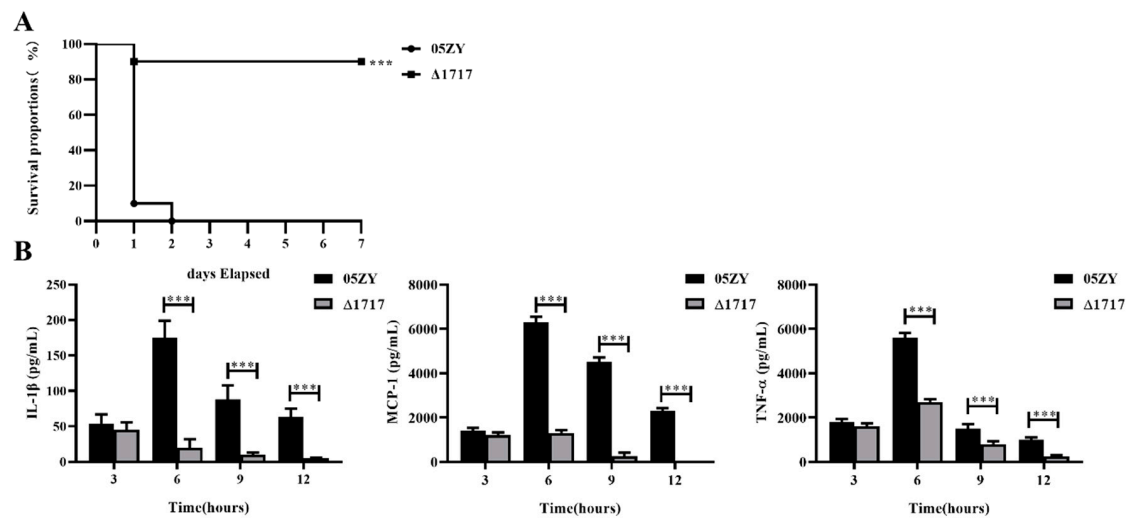 A
Survival proportions( %)
100
80
60
40
20
0
0 1 2 3 4 5 6 7
days Elapsed
***
05ZY
Δ1717
B
IL-1β (pg/mL)
250
200
150
100
50
0
3 6 9 12
Time(hours)
*** *** ***
05ZY
Δ1717
MCP-1 (pg/mL)
8000
6000
4000
2000
0
3 6 9 12
Time(hours)
*** *** ***
05ZY
Δ1717
TNF-α (pg/mL)
8000
6000
4000
2000
0
3 6 9 12
Time(hours)
*** *** ***
05ZY
Δ1717